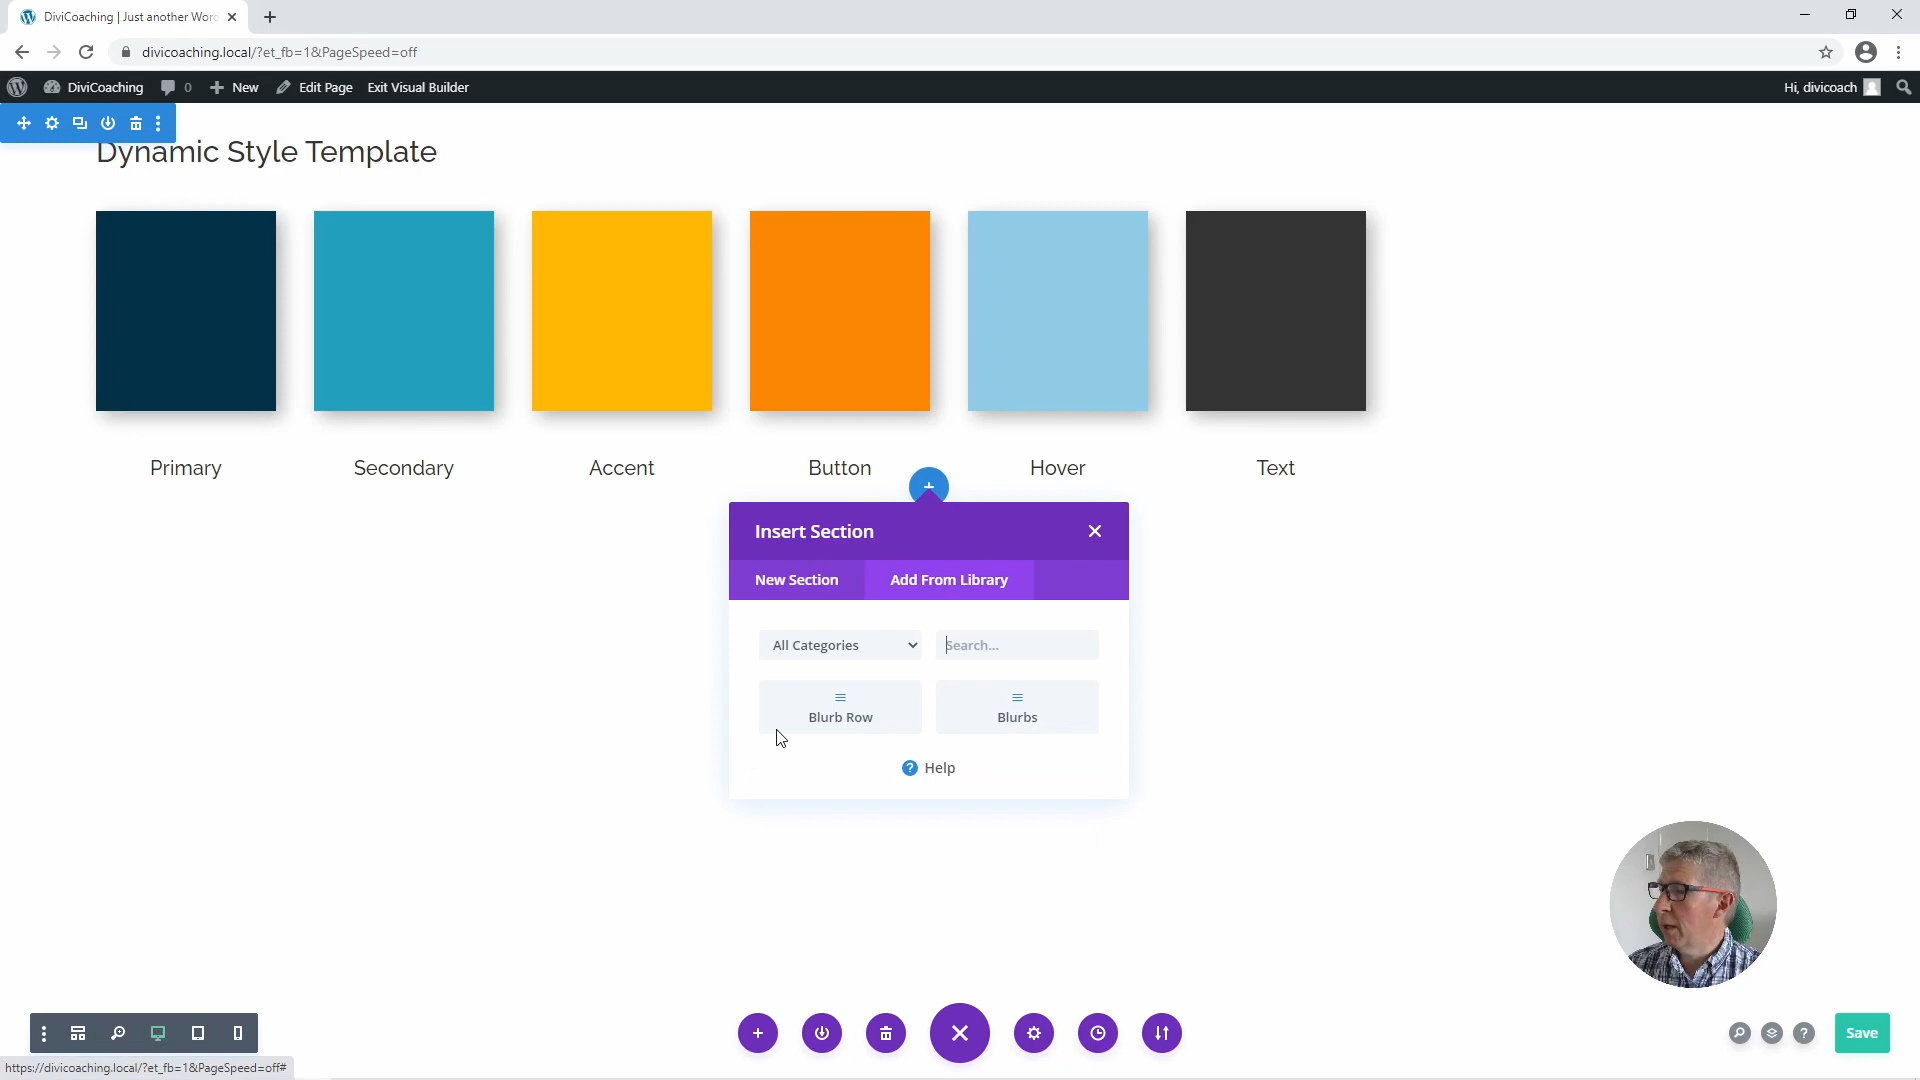 DiviCoaching | Just another Wor
divicoaching.local/?et_fb=1&PageSpeed=off
DiviCoaching 0 New Edit Page Exit Visual Builder Hi, divicoach
Dynamic Style Template
Primary Secondary Accent Button Hover Text
Insert Section
New Section Add From Library
All Categories Search...
Blurb Row Blurbs
? Help
Save
https://divicoaching.local/?et_fb=1&PageSpeed=off#